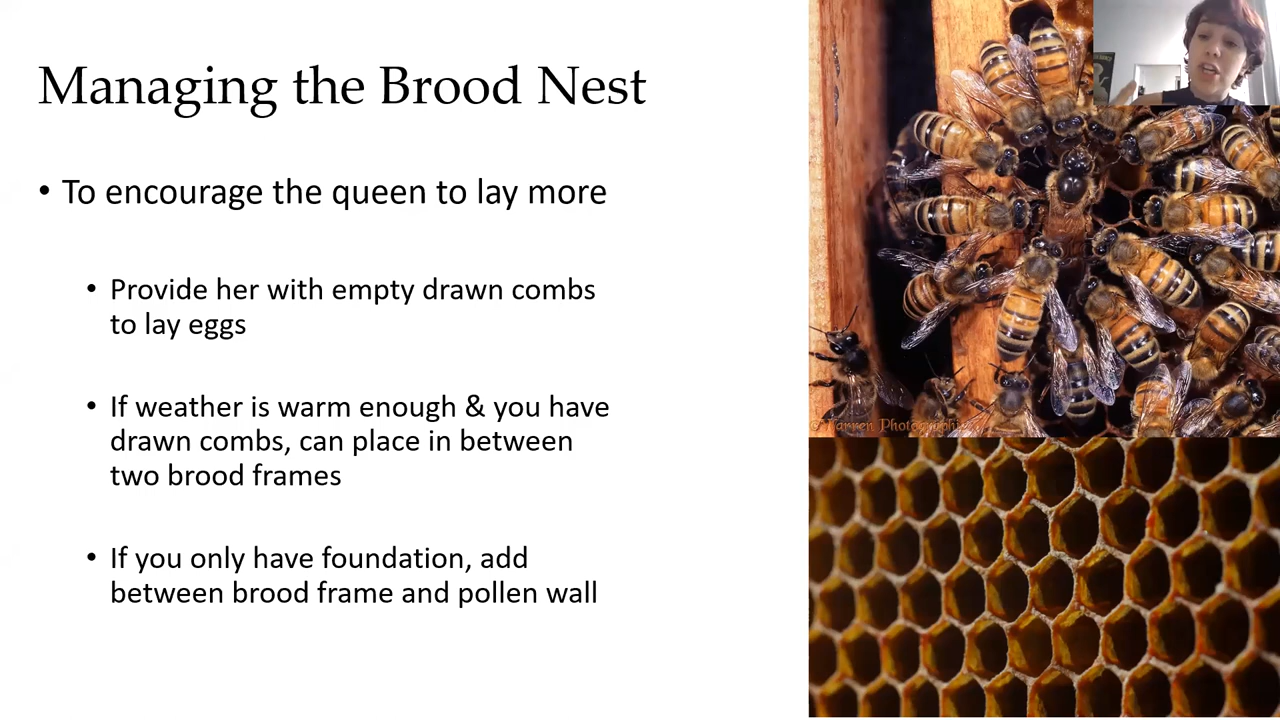 Managing the Brood Nest
• To encourage the queen to lay more
• Provide her with empty drawn combs
to lay eggs
• If weather is warm enough & you have
drawn combs, can place in between
two brood frames
• If you only have foundation, add
between brood frame and pollen wall